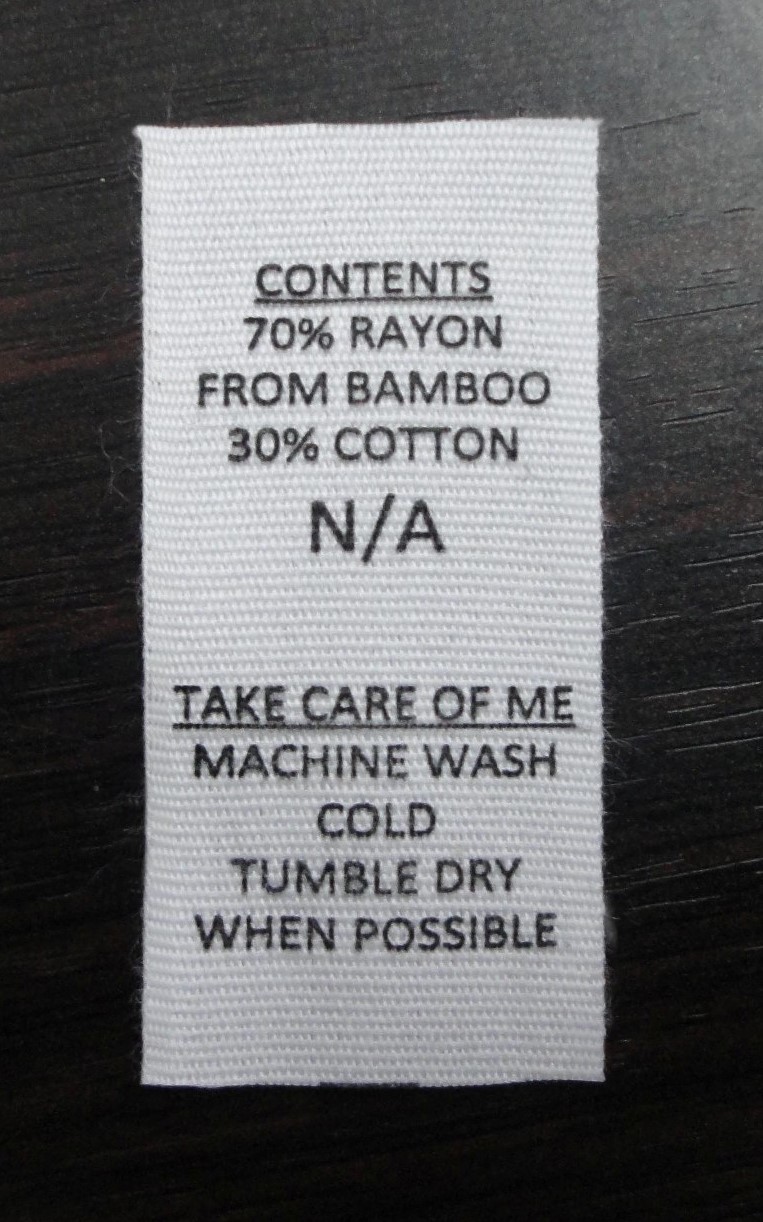 CONTENTS
70% RAYON
FROM BAMBOO
30% COTTON
N/A
TAKE CARE OF ME
MACHINE WASH
COLD
TUMBLE DRY
WHEN POSSIBLE